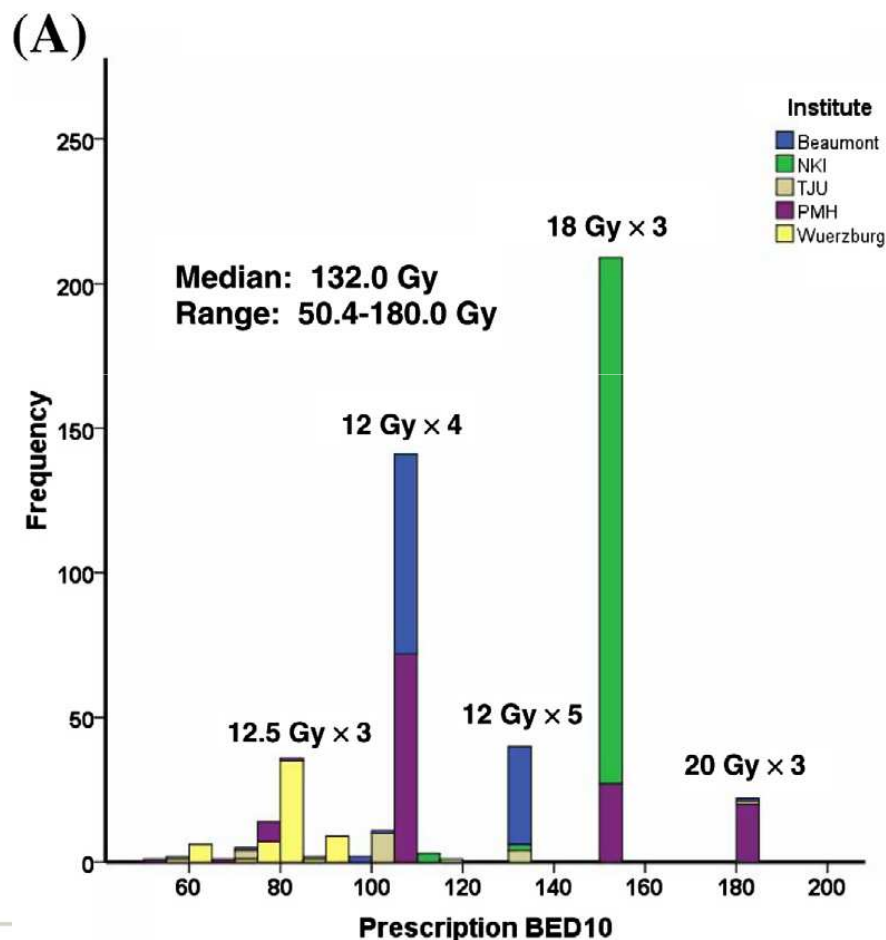 (A)
Institute
Beaumont
NKI
TJU
PMH
Wuerzburg
250
200
150
100
50
0
Frequency
18 Gy × 3
Median: 132.0 Gy
Range: 50.4-180.0 Gy
12 Gy × 4
12 Gy × 5
12.5 Gy × 3
20 Gy × 3
60 80 100 120 140 160 180 200
Prescription BED10